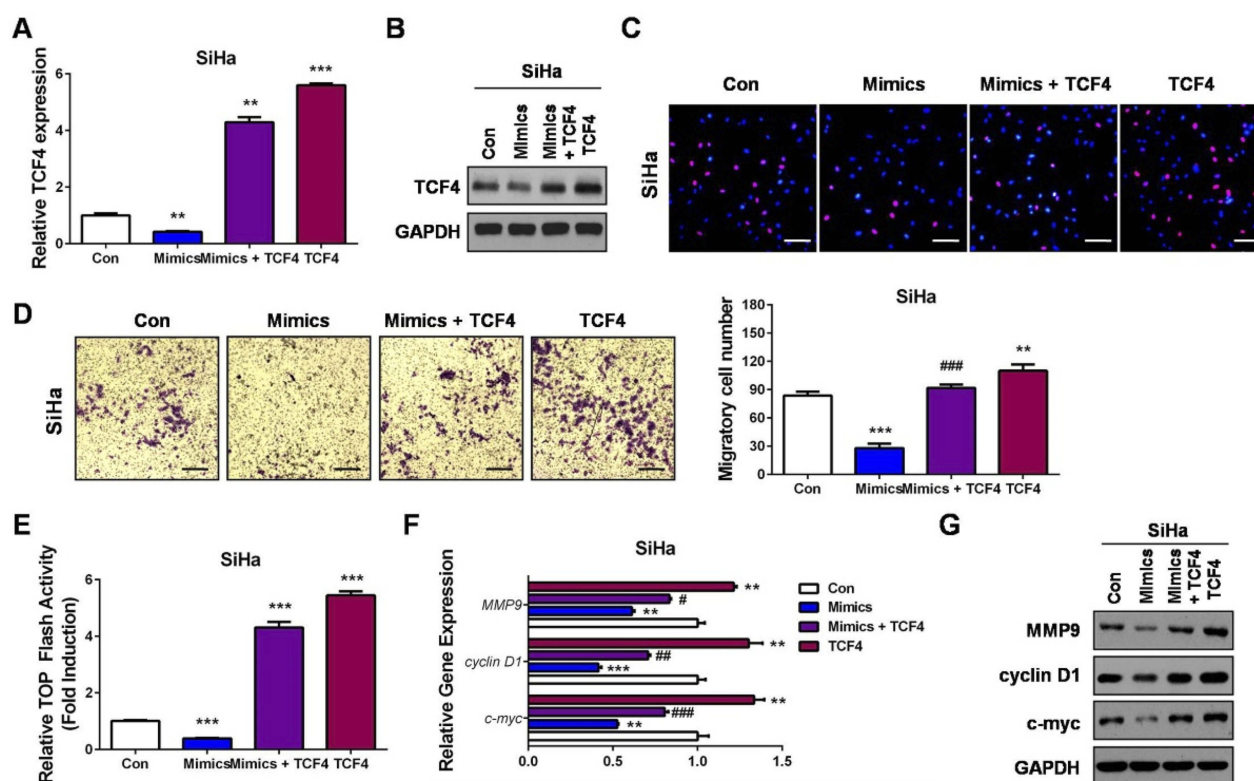 A
SiHa
Relative TCF4 expression
6
4
2
0
***
**
**
Con
Mimics
Mimics + TCF4
TCF4
B
SiHa
Con
Mimics
Mimics
+ TCF4
TCF4
TCF4
GAPDH
C
Con
Mimics
Mimics + TCF4
TCF4
SiHa
D
Con
Mimics
Mimics + TCF4
TCF4
SiHa
SiHa
Migratory cell number
180
150
120
90
60
30
0
***
###
**
Con
Mimics
Mimics + TCF4
TCF4
E
SiHa
Relative TOP Flash Activity
(Fold Induction)
6
4
2
0
***
***
***
Con
Mimics
Mimics + TCF4
TCF4
F
SiHa
Relative Gene Expression
MMP9
**
#
**
cyclin D1
**
##
***
c-myc
**
###
**
0.0
0.5
1.0
1.5
Con
Mimics
Mimics + TCF4
TCF4
G
SiHa
Con
Mimics
Mimics
+ TCF4
TCF4
MMP9
cyclin D1
c-myc
GAPDH